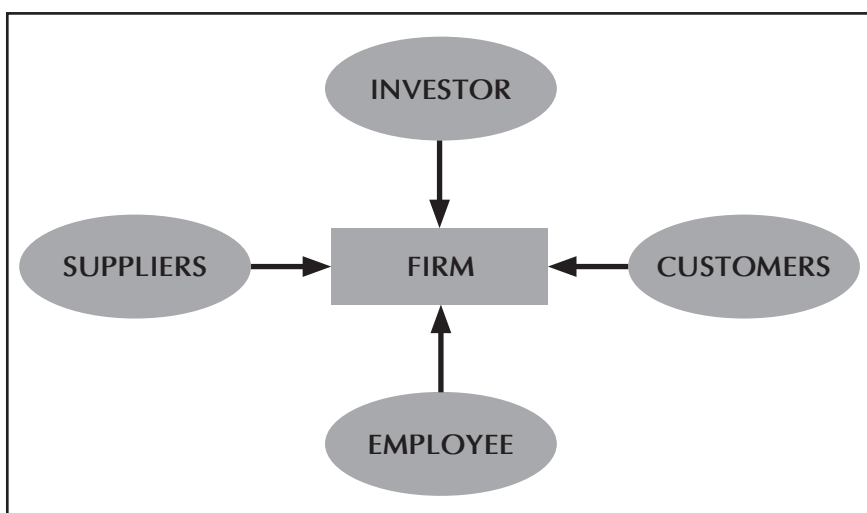 INVESTOR
SUPPLIERS
FIRM
CUSTOMERS
EMPLOYEE